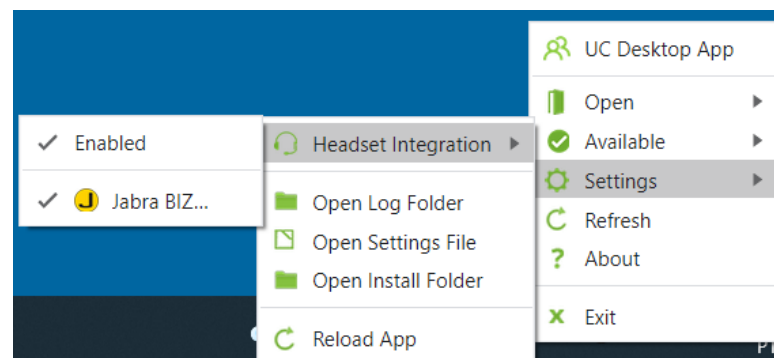 UC Desktop App
Open
Available
Settings
Refresh
About
Exit
Headset Integration
Open Log Folder
Open Settings File
Open Install Folder
Reload App
Enabled
Jabra BIZ...